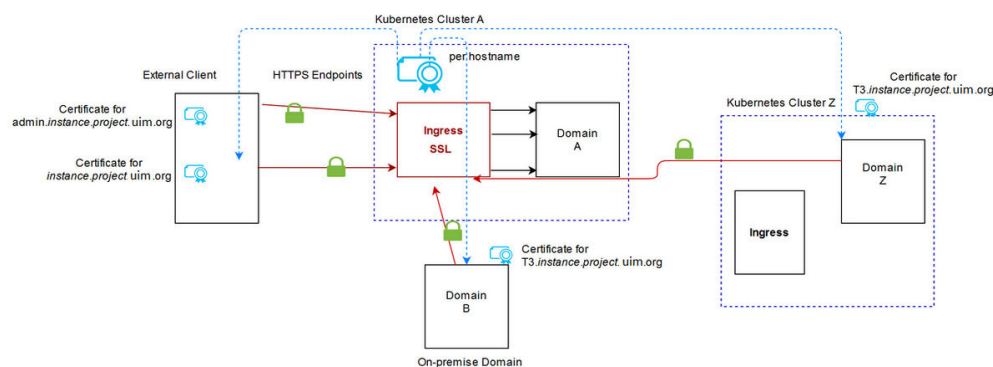 Kubernetes Cluster A
per hostname
External Client
HTTPS Endpoints
Certificate for
admin.instance.project.uim.org
Certificate for
instance.project uim.org
Ingress
SSL
Domain
A
Certificate for
T3.instance.project.uim.org
Kubernetes Cluster Z
Domain
Z
Ingress
Certificate for
T3.instance.project. uim.org
Domain
B
On-premise Domain